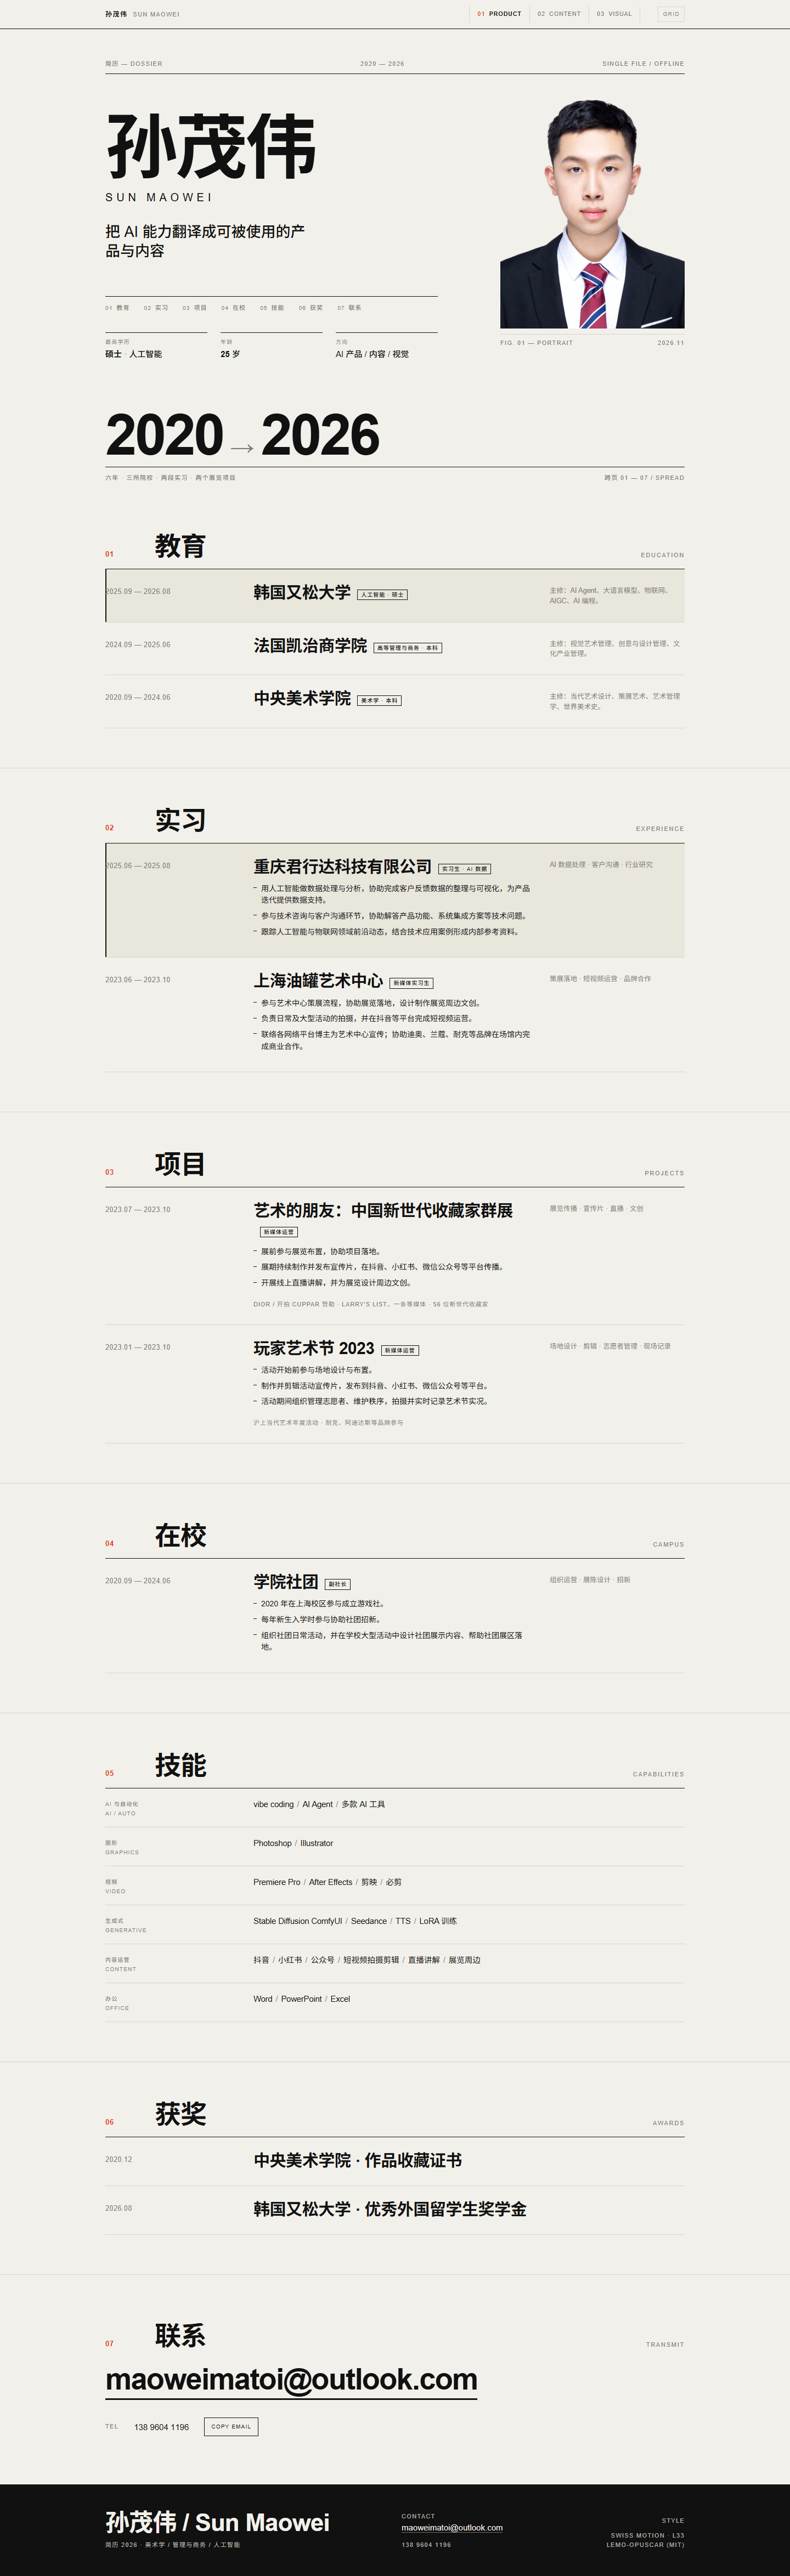 孙茂伟 SUN MAOWEI
01 PRODUCT 02 CONTENT 03 VISUAL GRID
简历 — DOSSIER 2020 — 2026 SINGLE FILE / OFFLINE
孙茂伟
SUN MAOWEI
把 AI 能力翻译成可被使用的产
品与内容
01 教育 02 实习 03 项目 04 在校 05 技能 06 获奖 07 联系
最高学历
硕士 · 人工智能
年龄
25 岁
方向
AI 产品 / 内容 / 视觉
FIG. 01 — PORTRAIT 2026.11
2020→2026
六年 · 三所院校 · 两段实习 · 两个展览项目 跨页 01 — 07 / SPREAD
01 教育 EDUCATION
2025.09 — 2026.08 韩国又松大学 人工智能 · 硕士
主修：AI Agent、大语言模型、物联网、
AIGC、AI 编程。
2024.09 — 2025.06 法国凯治商学院 高等管理与商务 · 本科
主修：视觉艺术管理、创意与设计管理、文
化产业管理。
2020.09 — 2024.06 中央美术学院 美术学 · 本科
主修：当代艺术设计、策展艺术、艺术管理
学、世界美术史。
02 实习 EXPERIENCE
2025.06 — 2025.08 重庆君行达科技有限公司 实习生 · AI 数据 AI 数据处理 · 客户沟通 · 行业研究
– 用人工智能做数据处理与分析，协助完成客户反馈数据的整理与可视化，为产品
迭代提供数据支持。
– 参与技术咨询与客户沟通环节，协助解答产品功能、系统集成方案等技术问题。
– 跟踪人工智能与物联网领域前沿动态，结合技术应用案例形成内部参考资料。
2023.06 — 2023.10 上海油罐艺术中心 新媒体实习生 策展落地 · 短视频运营 · 品牌合作
– 参与艺术中心策展流程，协助展览落地，设计制作展览周边文创。
– 负责日常及大型活动的拍摄，并在抖音等平台完成短视频运营。
– 联络各网络平台博主为艺术中心宣传；协助迪奥、兰蔻、耐克等品牌在场馆内完
成商业合作。
03 项目 PROJECTS
2023.07 — 2023.10 艺术的朋友：中国新世代收藏家群展 展览传播 · 宣传片 · 直播 · 文创
新媒体运营
– 展前参与展览布置，协助项目落地。
– 展期持续制作并发布宣传片，在抖音、小红书、微信公众号等平台传播。
– 开展线上直播讲解，并为展览设计周边文创。
DIOR / 开拍 CUPPAR 赞助 · LARRY'S LIST、一条等媒体 · 56 位新世代收藏家
2023.01 — 2023.10 玩家艺术节 2023 新媒体运营 场地设计 · 剪辑 · 志愿者管理 · 现场记录
– 活动开始前参与场地设计与布置。
– 制作并剪辑活动宣传片，发布到抖音、小红书、微信公众号等平台。
– 活动期间组织管理志愿者、维护秩序，拍摄并实时记录艺术节实况。
沪上当代艺术年度活动 · 耐克、阿迪达斯等品牌参与
04 在校 CAMPUS
2020.09 — 2024.06 学院社团 副社长 组织运营 · 展陈设计 · 招新
– 2020 年在上海校区参与成立游戏社。
– 每年新生入学时参与协助社团招新。
– 组织社团日常活动，并在学校大型活动中设计社团展示内容、帮助社团展区落
地。
05 技能 CAPABILITIES
AI 与自动化
AI / AUTO
vibe coding / AI Agent / 多款 AI 工具
图形
GRAPHICS
Photoshop / Illustrator
视频
VIDEO
Premiere Pro / After Effects / 剪映 / 必剪
生成式
GENERATIVE
Stable Diffusion ComfyUI / Seedance / TTS / LoRA 训练
内容运营
CONTENT
抖音 / 小红书 / 公众号 / 短视频拍摄剪辑 / 直播讲解 / 展览周边
办公
OFFICE
Word / PowerPoint / Excel
06 获奖 AWARDS
2020.12 中央美术学院 · 作品收藏证书
2026.08 韩国又松大学 · 优秀外国留学生奖学金
07 联系 TRANSMIT
maoweimatoi@outlook.com
TEL 138 9604 1196 COPY EMAIL
孙茂伟 / Sun Maowei
简历 2026 · 美术学 / 管理与商务 / 人工智能
CONTACT
maoweimatoi@outlook.com
138 9604 1196
STYLE
SWISS MOTION · L33
LEMO-OPUSCAR (MIT)